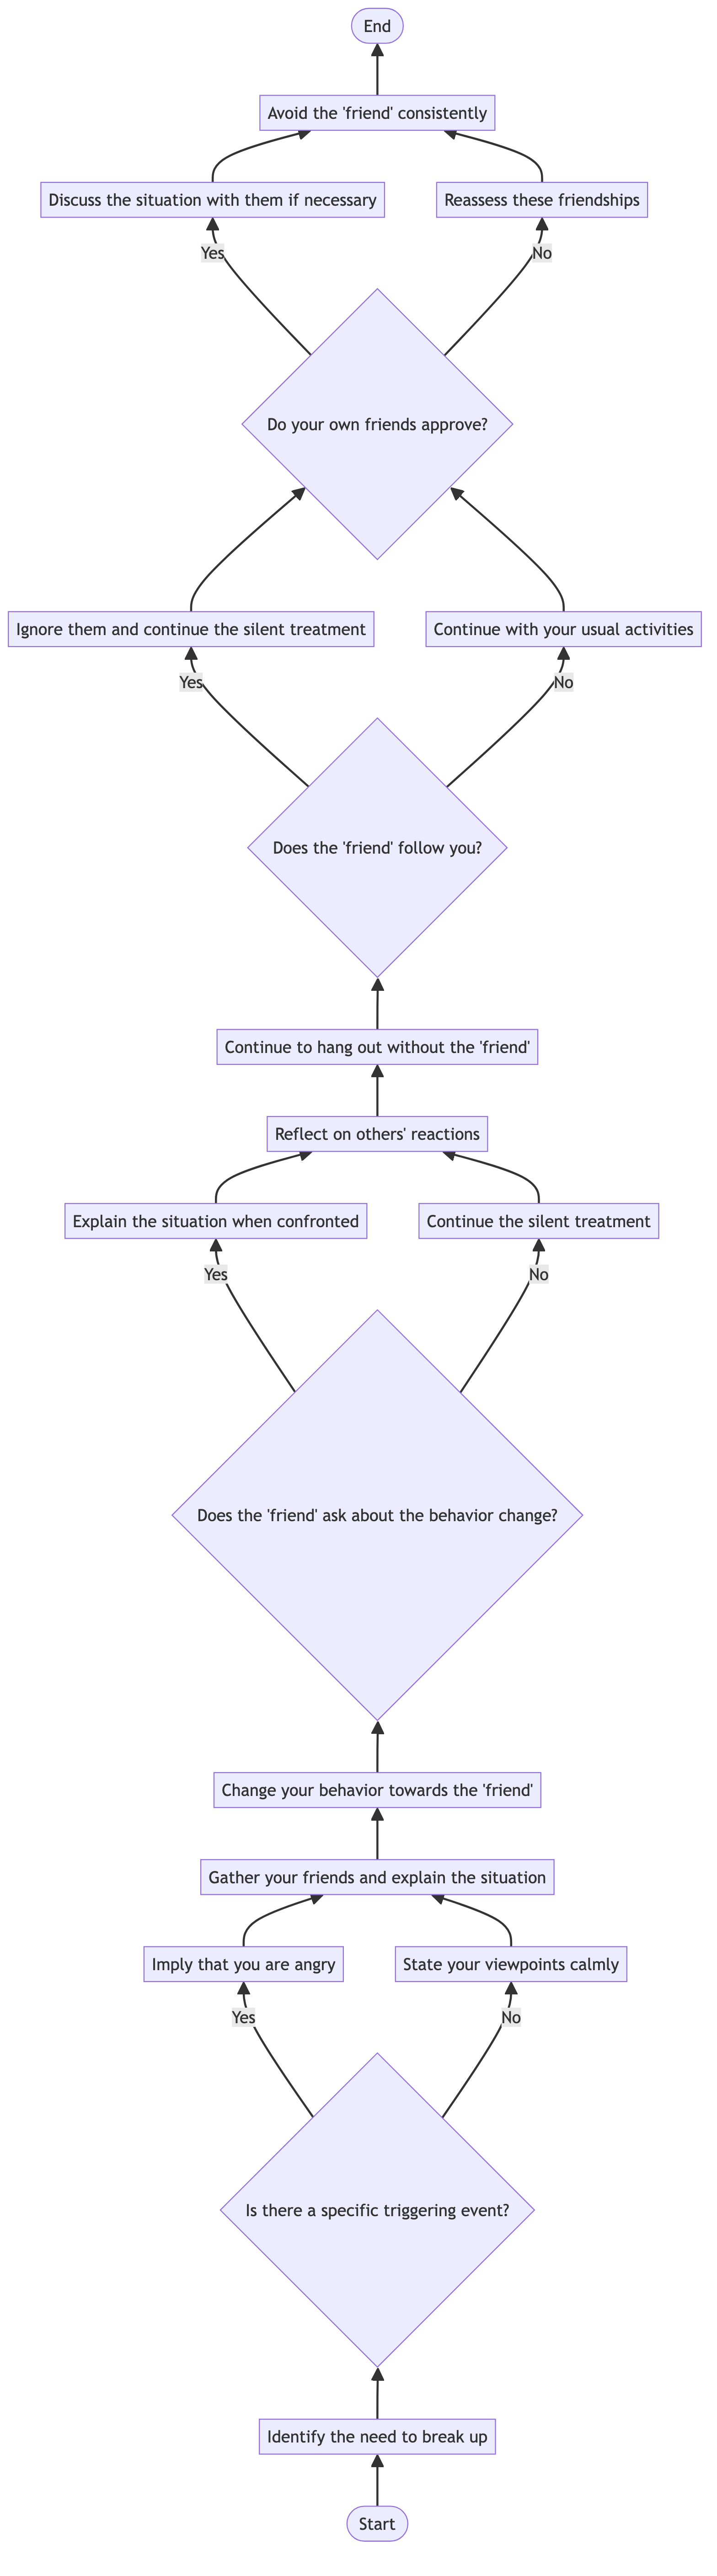 End
Avoid the 'friend' consistently
Discuss the situation with them if necessary
Reassess these friendships
Yes
No
Do your own friends approve?
Ignore them and continue the silent treatment
Continue with your usual activities
Yes
No
Does the 'friend' follow you?
Continue to hang out without the 'friend'
Reflect on others' reactions
Explain the situation when confronted
Continue the silent treatment
Yes
No
Does the 'friend' ask about the behavior change?
Change your behavior towards the 'friend'
Gather your friends and explain the situation
Imply that you are angry
State your viewpoints calmly
Yes
No
Is there a specific triggering event?
Identify the need to break up
Start